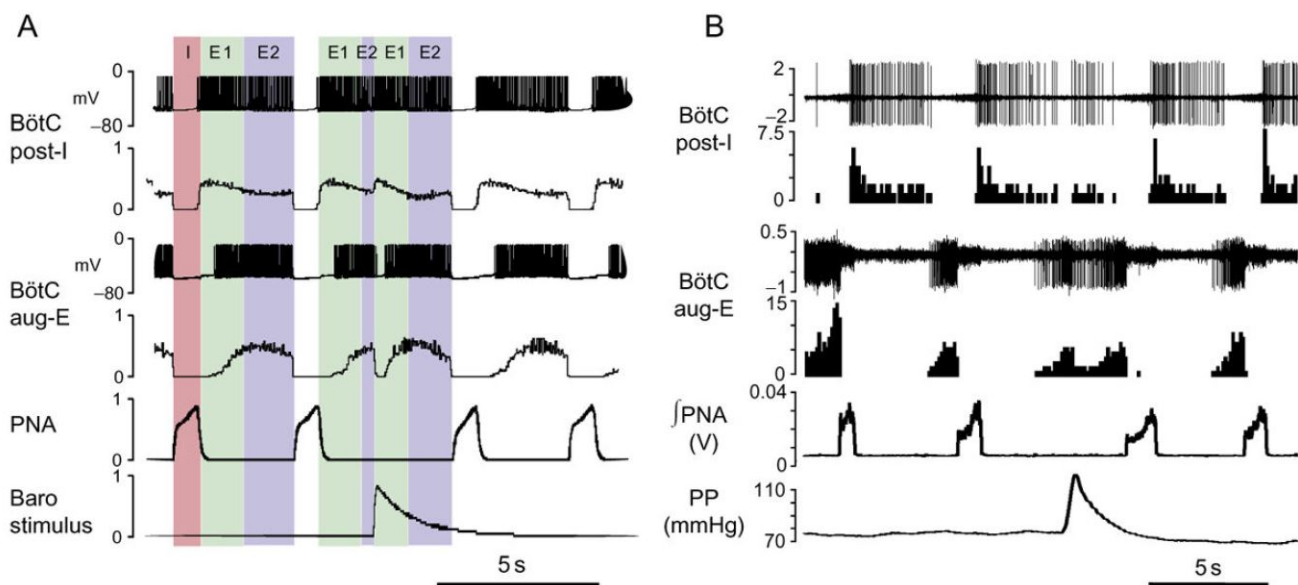 A
I E1 E2 E1 E2 E1 E2
0
mV
–80
BötC
post-I
1
0
0
mV
–80
BötC
aug-E
1
0
PNA
1
0
Baro
stimulus
1
0
5 s
B
2
–2
BötC
post-I
7.5
0
0.5
–1
BötC
aug-E
15
0
0.04
∫PNA
(V)
0
110
PP
(mmHg)
70
5 s